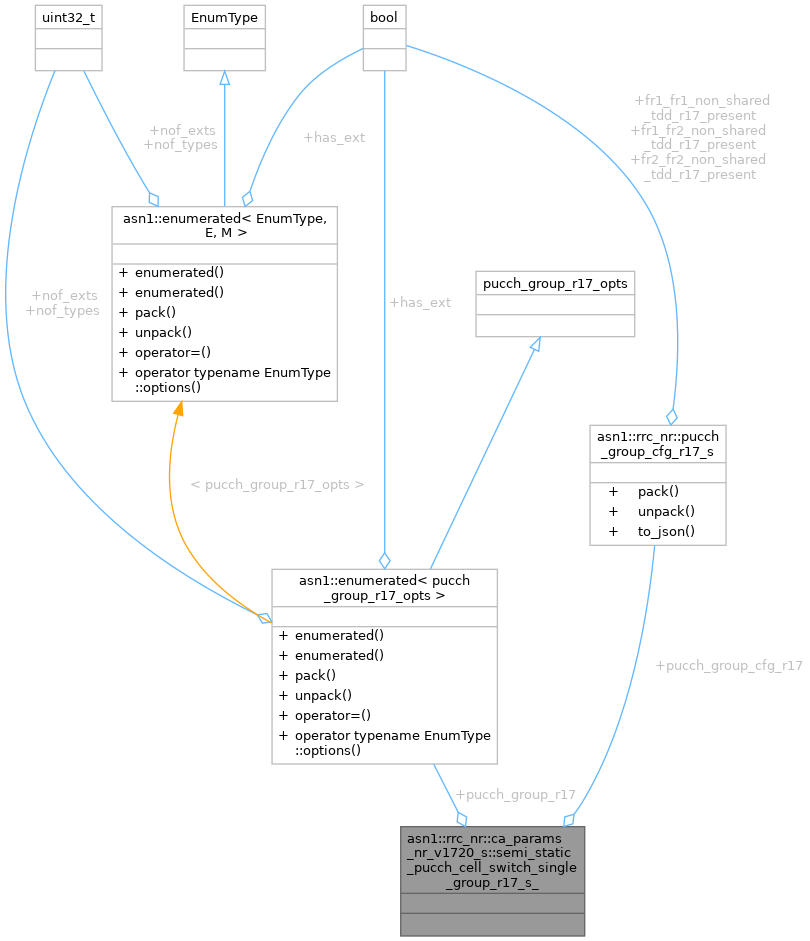 uint32_t
EnumType
bool
+fr1_fr1_non_shared
_tdd_r17_present
+fr1_fr2_non_shared
_tdd_r17_present
+fr2_fr2_non_shared
_tdd_r17_present
+nof_exts
+nof_types
+has_ext
asn1::enumerated< EnumType,
E, M >
+ enumerated()
+ enumerated()
+ pack()
+ unpack()
+ operator=()
+ operator typename EnumType
::options()
pucch_group_r17_opts
+nof_exts
+nof_types
+has_ext
asn1::rrc_nr::pucch
_group_cfg_r17_s
+ pack()
+ unpack()
+ to_json()
< pucch_group_r17_opts >
asn1::enumerated< pucch
_group_r17_opts >
+ enumerated()
+ enumerated()
+ pack()
+ unpack()
+ operator=()
+ operator typename EnumType
::options()
+pucch_group_cfg_r17
+pucch_group_r17
asn1::rrc_nr::ca_params
_nr_v1720_s::semi_static
_pucch_cell_switch_single
_group_r17_s_